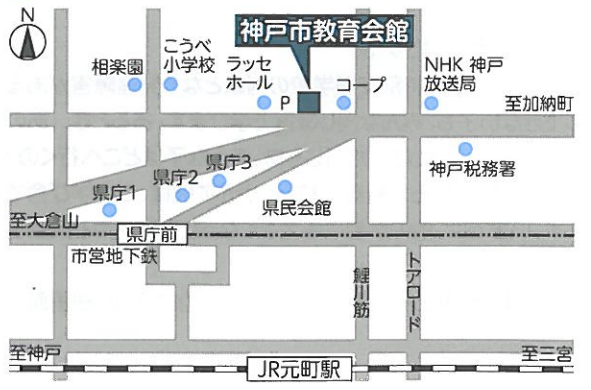 N
神戸市教育会館
相楽園
こうべ
小学校
ラッセ
ホール
P
コープ
NHK 神戸
放送局
至加納町
神戸税務署
県庁1
県庁2
県庁3
県民会館
至大倉山
県庁前
市営地下鉄
鯉川筋
トアロード
至神戸
至三宮
JR元町駅